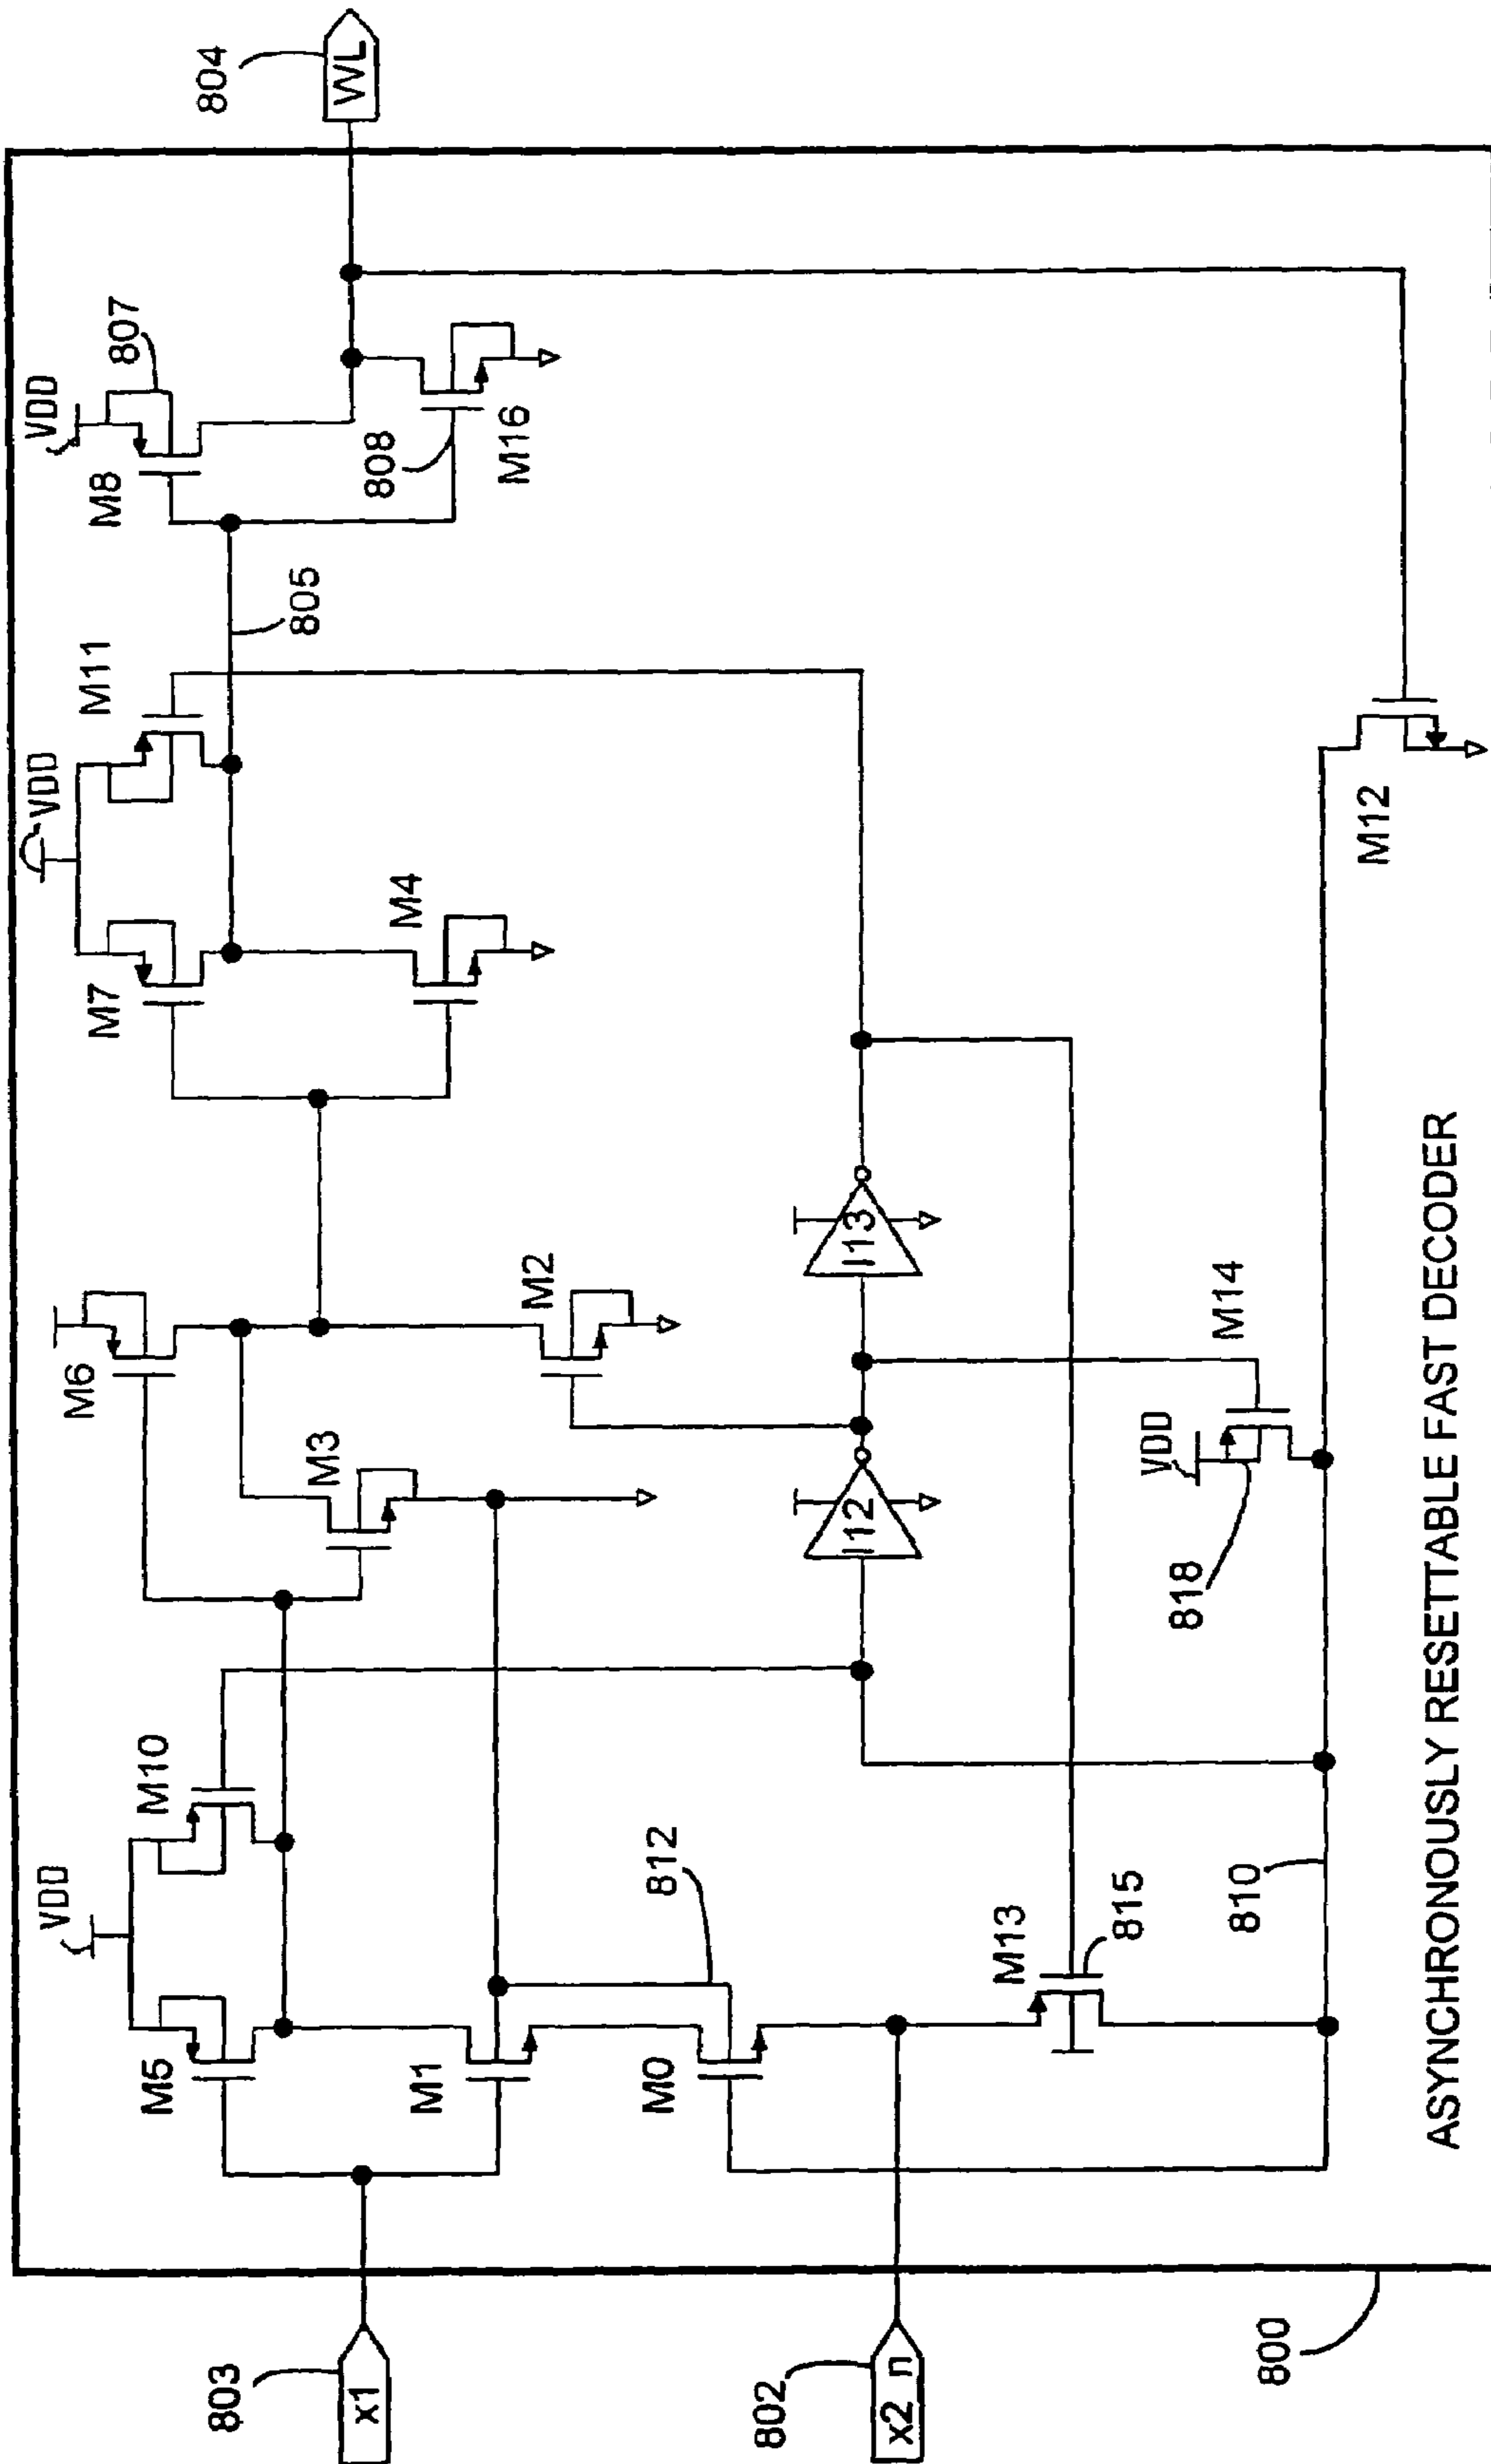 803
x1
802
x2_n
800
VDD
M5
M10
M1
812
M0
M13
815
810
M6
M3
M2
I12
I13
VDD
818
M14
VDD
M7
M11
M4
805
VDD
M8
807
808
M16
M12
804
WL
ASYNCHRONOUSLY RESETTABLE FAST DECODER